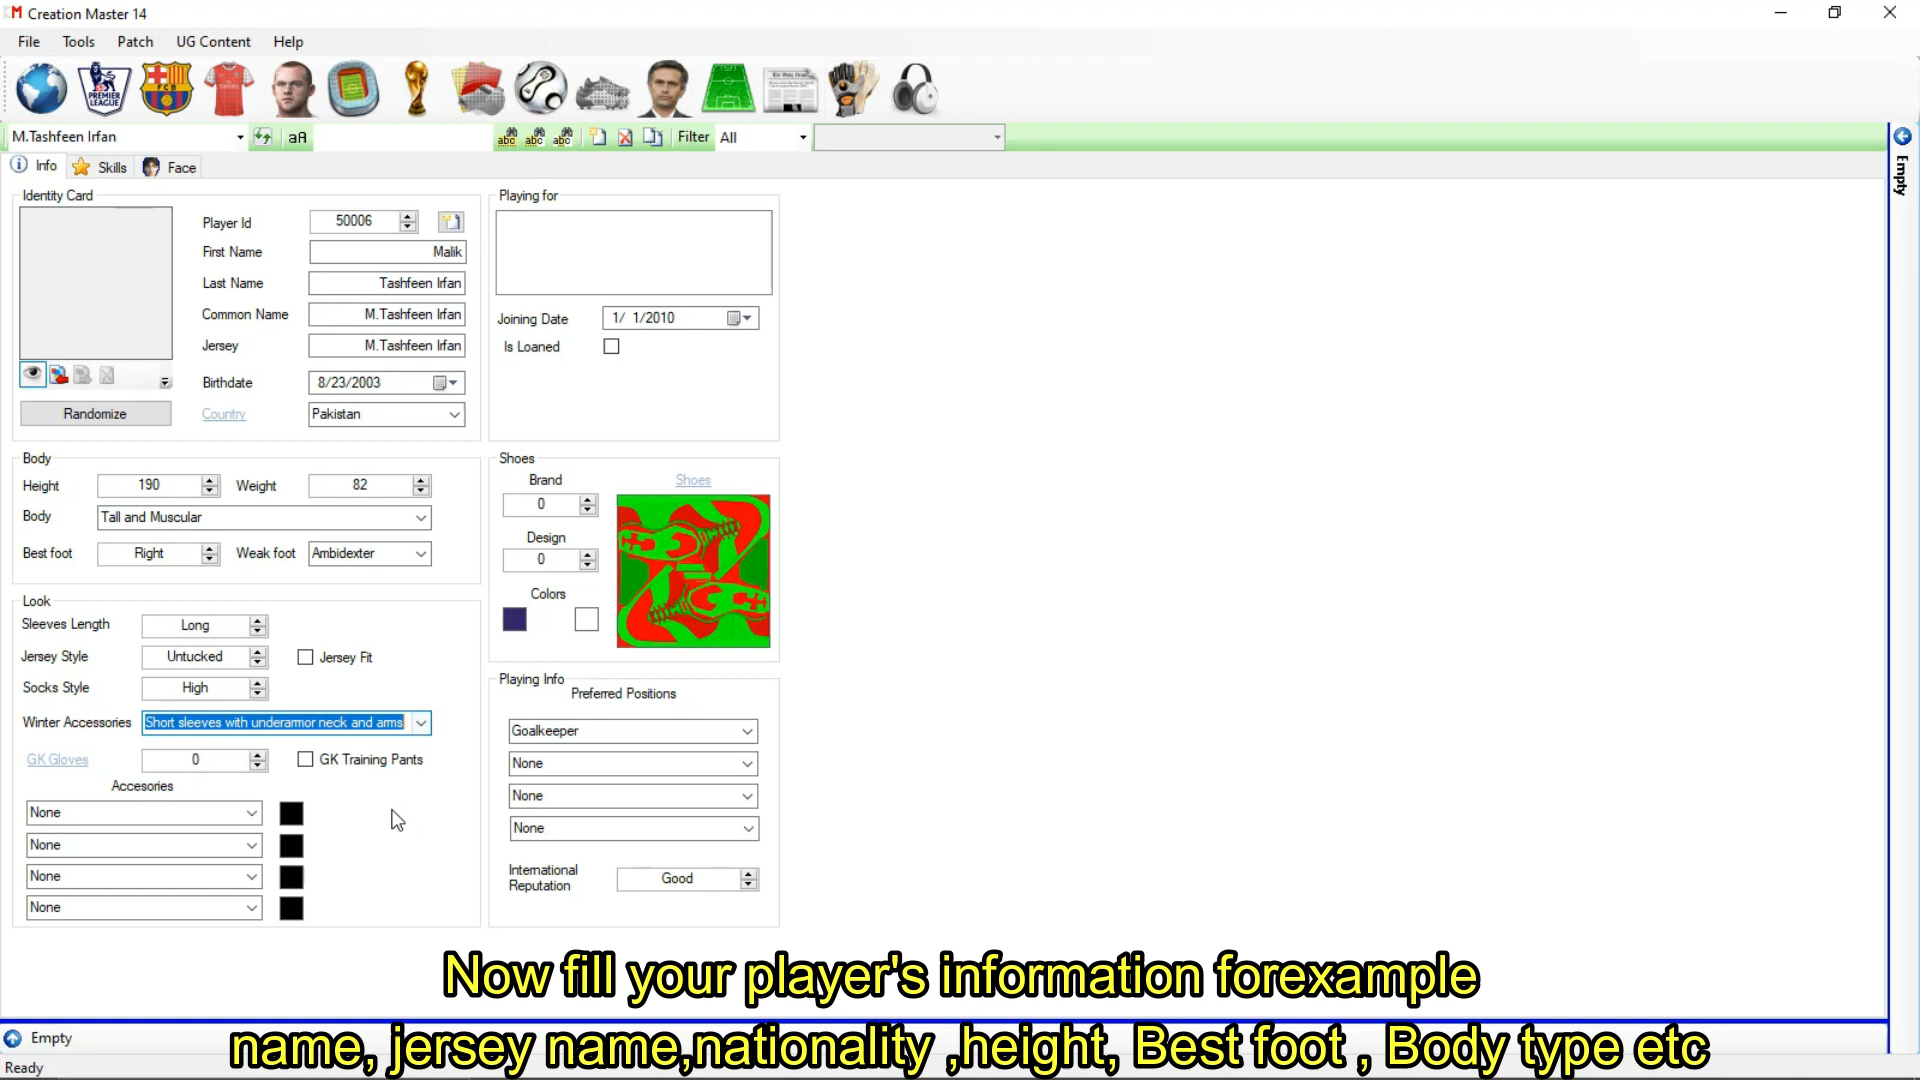 Creation Master 14
File Tools Patch UG Content Help
PREMIER LEAGUE FCB
M.Tashfeen Irfan aA abc abc abc Filter All
Info Skills Face
Empty
Identity Card
Player Id 50006
First Name Malik
Last Name Tashfeen Irfan
Common Name M.Tashfeen Irfan
Jersey M.Tashfeen Irfan
Birthdate 8/23/2003
Randomize
Country Pakistan
Playing for
Joining Date 1/ 1/2010
Is Loaned
Body
Height 190 Weight 82
Body Tall and Muscular
Best foot Right Weak foot Ambidexter
Shoes
Brand Shoes
0
Design
0
Colors
Look
Sleeves Length Long
Jersey Style Untucked Jersey Fit
Socks Style High
Winter Accessories Short sleeves with underarmor neck and arms
GK Gloves 0 GK Training Pants
Accesories
None
None
None
None
Playing Info
Preferred Positions
Goalkeeper
None
None
None
International
Reputation Good
Now fill your player's information forexample
name, jersey name,nationality ,height, Best foot , Body type etc
Empty
Ready